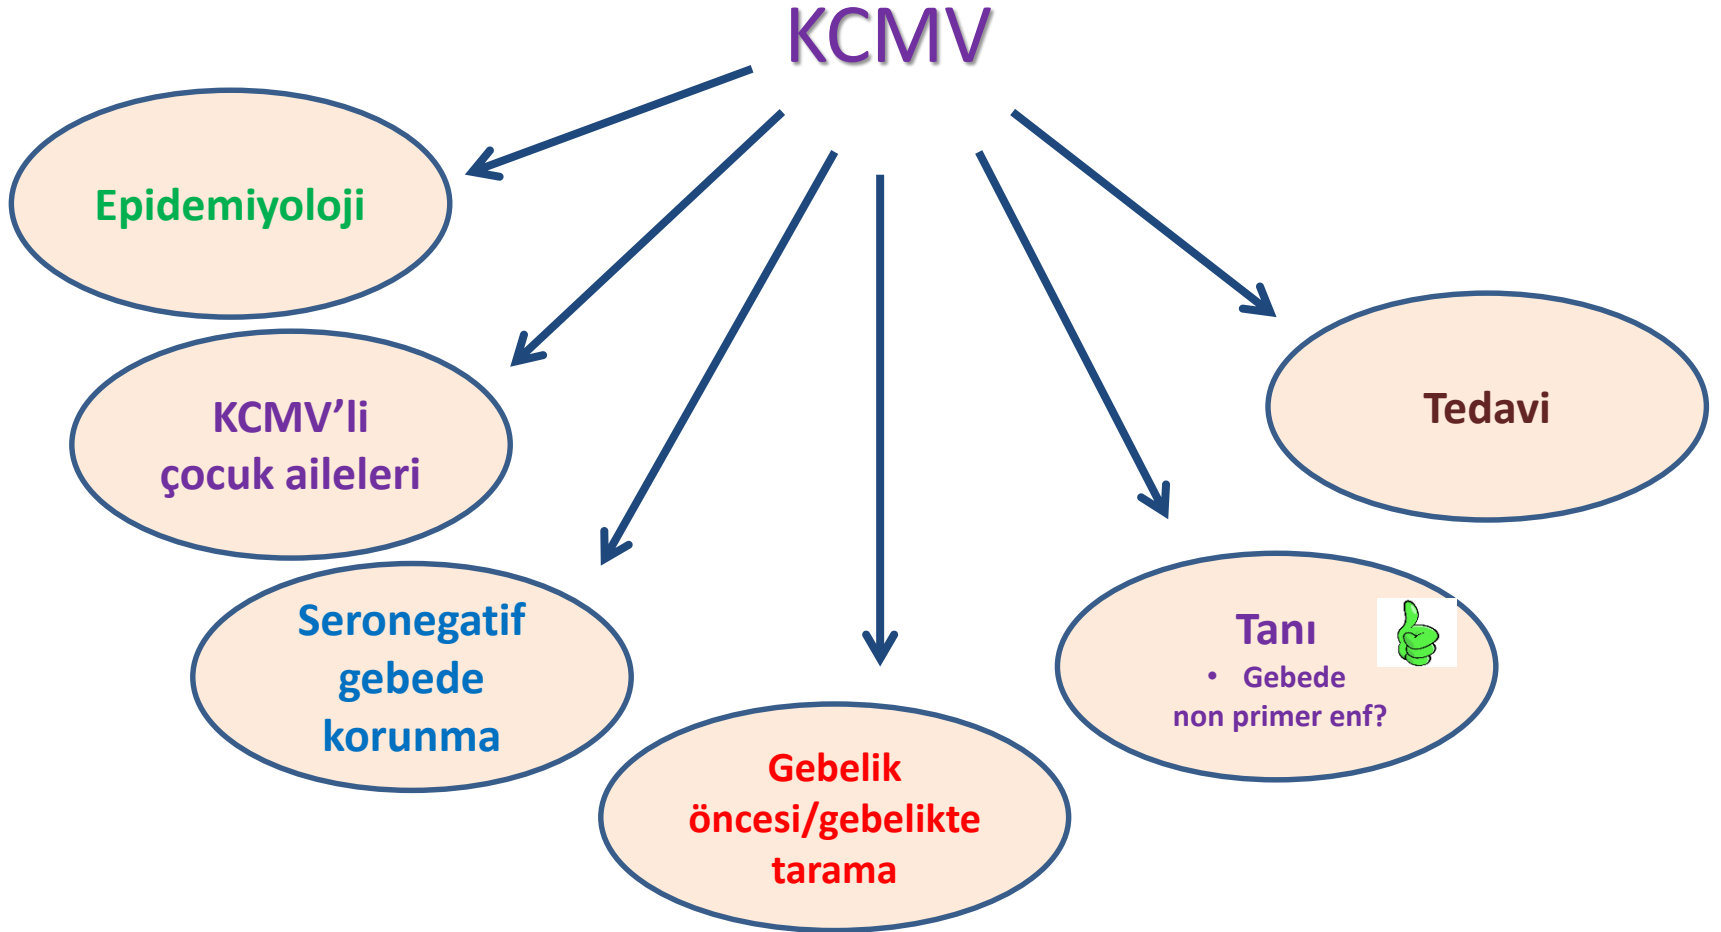 KCMV
Epidemiyoloji
KCMV’li
çocuk aileleri
Seronegatif
gebede
korunma
Gebelik
öncesi/gebelikte
tarama
Tanı
• Gebede
non primer enf?
Tedavi